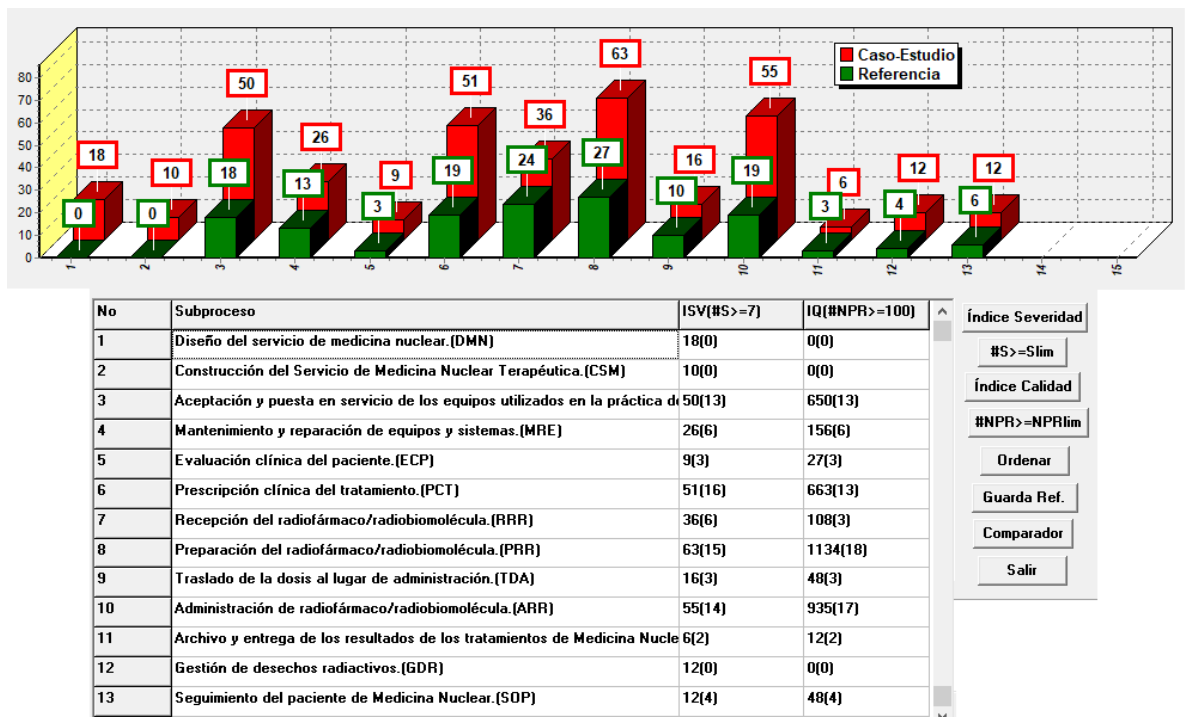 63
51
55
50
36
26
18
10
9
16
6
12
12
0
0
18
13
3
19
24
27
10
19
3
4
6
Caso-Estudio
Referencia
80
70
60
50
40
30
20
10
0
1 2 3 4 5 6 7 8 9 10 11 12 13 14 15
No Subproceso ISV(#S>=7) IQ(#NPR>=100)
1 Diseño del servicio de medicina nuclear.(DMN) 18(0) 0(0)
2 Construcción del Servicio de Medicina Nuclear Terapéutica.(CSM) 10(0) 0(0)
3 Aceptación y puesta en servicio de los equipos utilizados en la práctica de 50(13) 650(13)
4 Mantenimiento y reparación de equipos y sistemas.(MRE) 26(6) 156(6)
5 Evaluación clínica del paciente.(ECP) 9(3) 27(3)
6 Prescripción clínica del tratamiento.(PCT) 51(16) 663(13)
7 Recepción del radiofármaco/radiobiomolécula.(RRR) 36(6) 108(3)
8 Preparación del radiofármaco/radiobiomolécula.(PRR) 63(15) 1134(18)
9 Traslado de la dosis al lugar de administración.(TDA) 16(3) 48(3)
10 Administración de radiofármaco/radiobiomolécula.(ARR) 55(14) 935(17)
11 Archivo y entrega de los resultados de los tratamientos de Medicina Nucle 6(2) 12(2)
12 Gestión de desechos radiactivos.(GDR) 12(0) 0(0)
13 Seguimiento del paciente de Medicina Nuclear.(SOP) 12(4) 48(4)
Índice Severidad
#S>=Slim
Índice Calidad
#NPR>=NPRlim
Ordenar
Guarda Ref.
Comparador
Salir